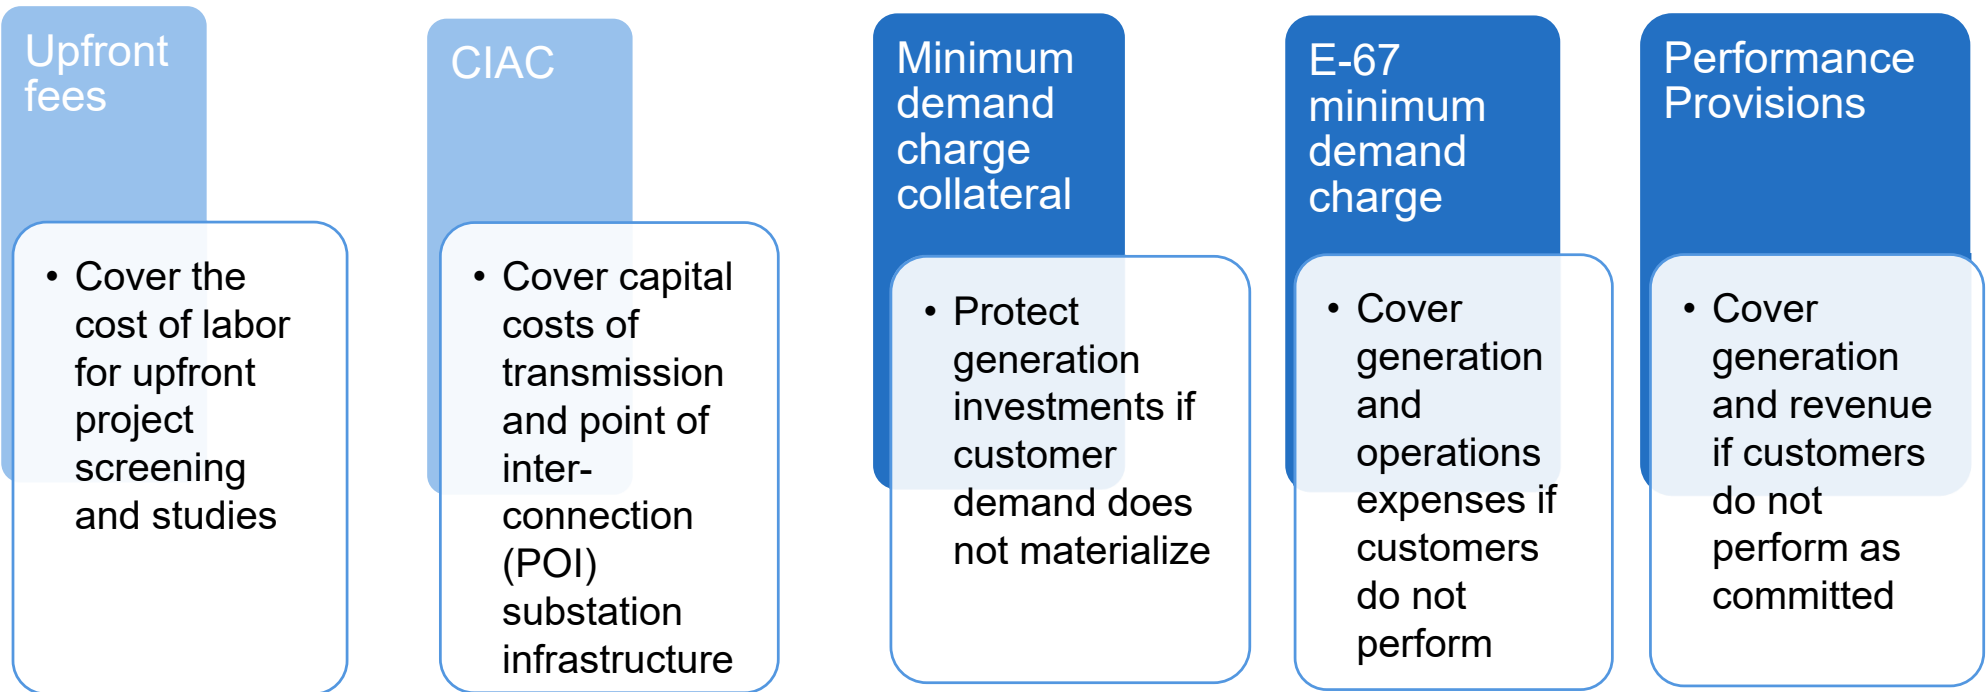 Upfront
fees
• Cover the
cost of labor
for upfront
project
screening
and studies
CIAC
• Cover capital
costs of
transmission
and point of
inter-
connection
(POI)
substation
infrastructure
Minimum
demand
charge
collateral
• Protect
generation
investments if
customer
demand does
not materialize
E-67
minimum
demand
charge
• Cover
generation
and
operations
expenses if
customers
do not
perform
Performance
Provisions
• Cover
generation
and revenue
if customers
do not
perform as
committed